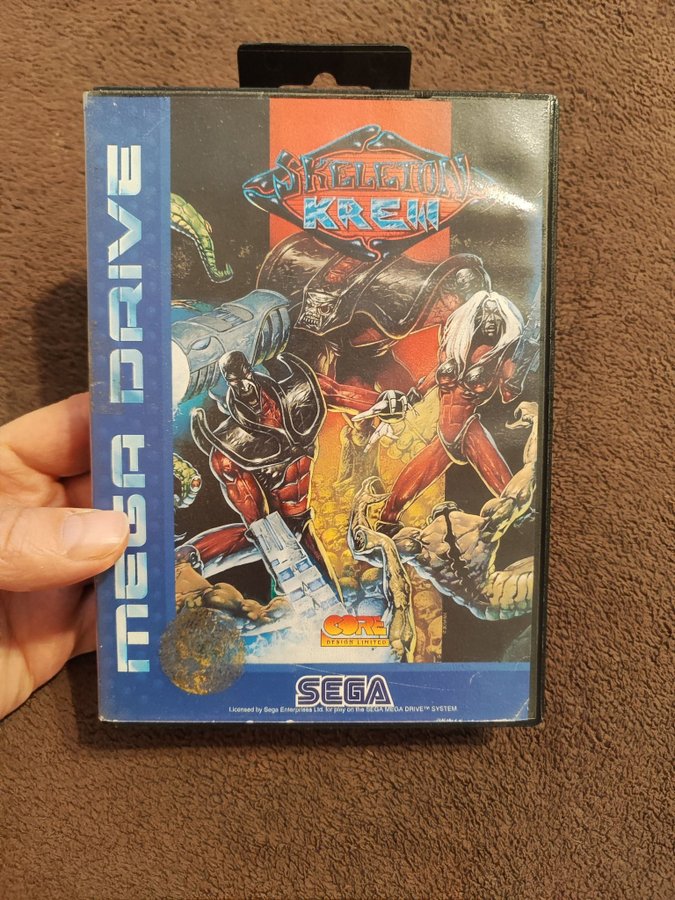 MEGA DRIVE
SKELETON
KREW
CORE
DESIGN LIMITED
SEGA
Licensed by Sega Enterprises Ltd. for play on the SEGA MEGA DRIVE™ SYSTEM